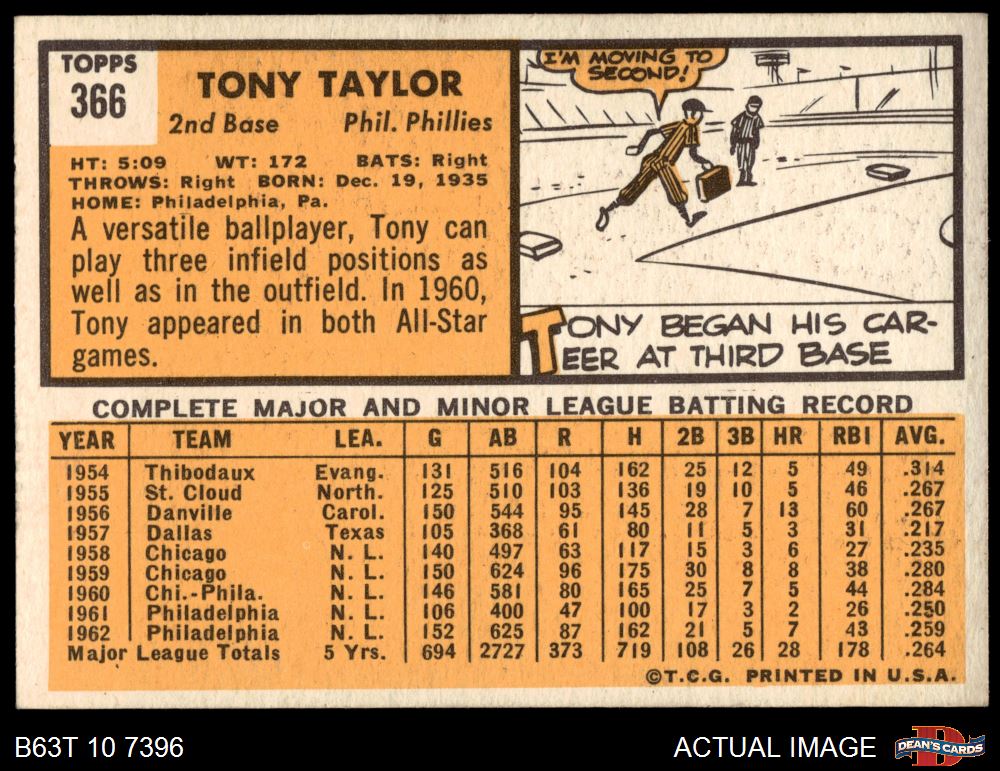 TOPPS
366
TONY TAYLOR
2nd Base Phil. Phillies
HT: 5:09 WT: 172 BATS: Right
THROWS: Right BORN: Dec. 19, 1935
HOME: Philadelphia, Pa.
A versatile ballplayer, Tony can
play three infield positions as
well as in the outfield. In 1960,
Tony appeared in both All-Star
games.
I'M MOVING TO
SECOND!
TONY BEGAN HIS CAR-
EER AT THIRD BASE
COMPLETE MAJOR AND MINOR LEAGUE BATTING RECORD
YEAR TEAM LEA. G AB R H 2B 3B HR RBI AVG.
1954 Thibodaux Evang. 131 516 104 162 25 12 5 49 .314
1955 St. Cloud North. 125 510 103 136 19 10 5 46 .267
1956 Danville Carol. 150 544 95 145 28 7 13 60 .267
1957 Dallas Texas 105 368 61 80 11 5 3 31 .217
1958 Chicago N. L. 140 497 63 117 15 3 6 27 .235
1959 Chicago N. L. 150 624 96 175 30 8 8 38 .280
1960 Chi.-Phila. N. L. 146 581 80 165 25 7 5 44 .284
1961 Philadelphia N. L. 106 400 47 100 17 3 2 26 .250
1962 Philadelphia N. L. 152 625 87 162 21 5 7 43 .259
Major League Totals 5 Yrs. 694 2727 373 719 108 26 28 178 .264
©T.C.G. PRINTED IN U.S.A.
B63T 10 7396 ACTUAL IMAGE D DEAN'S CARDS